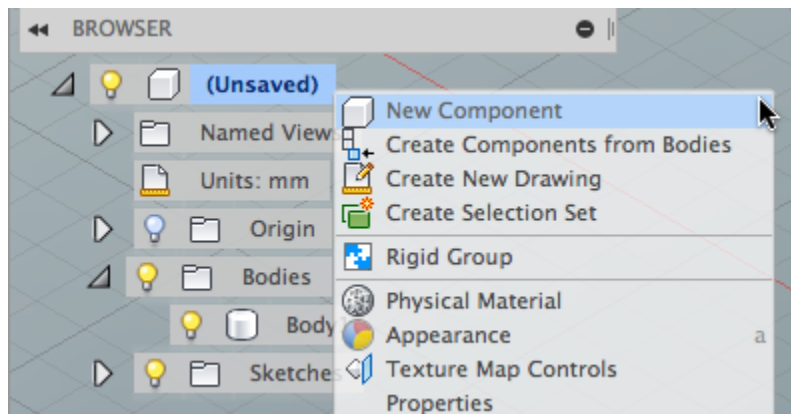 BROWSER
(Unsaved)
New Component
Named View
Create Components from Bodies
Units: mm
Create New Drawing
Create Selection Set
Origin
Rigid Group
Bodies
Physical Material
Body
Appearance a
Sketches
Texture Map Controls
Properties